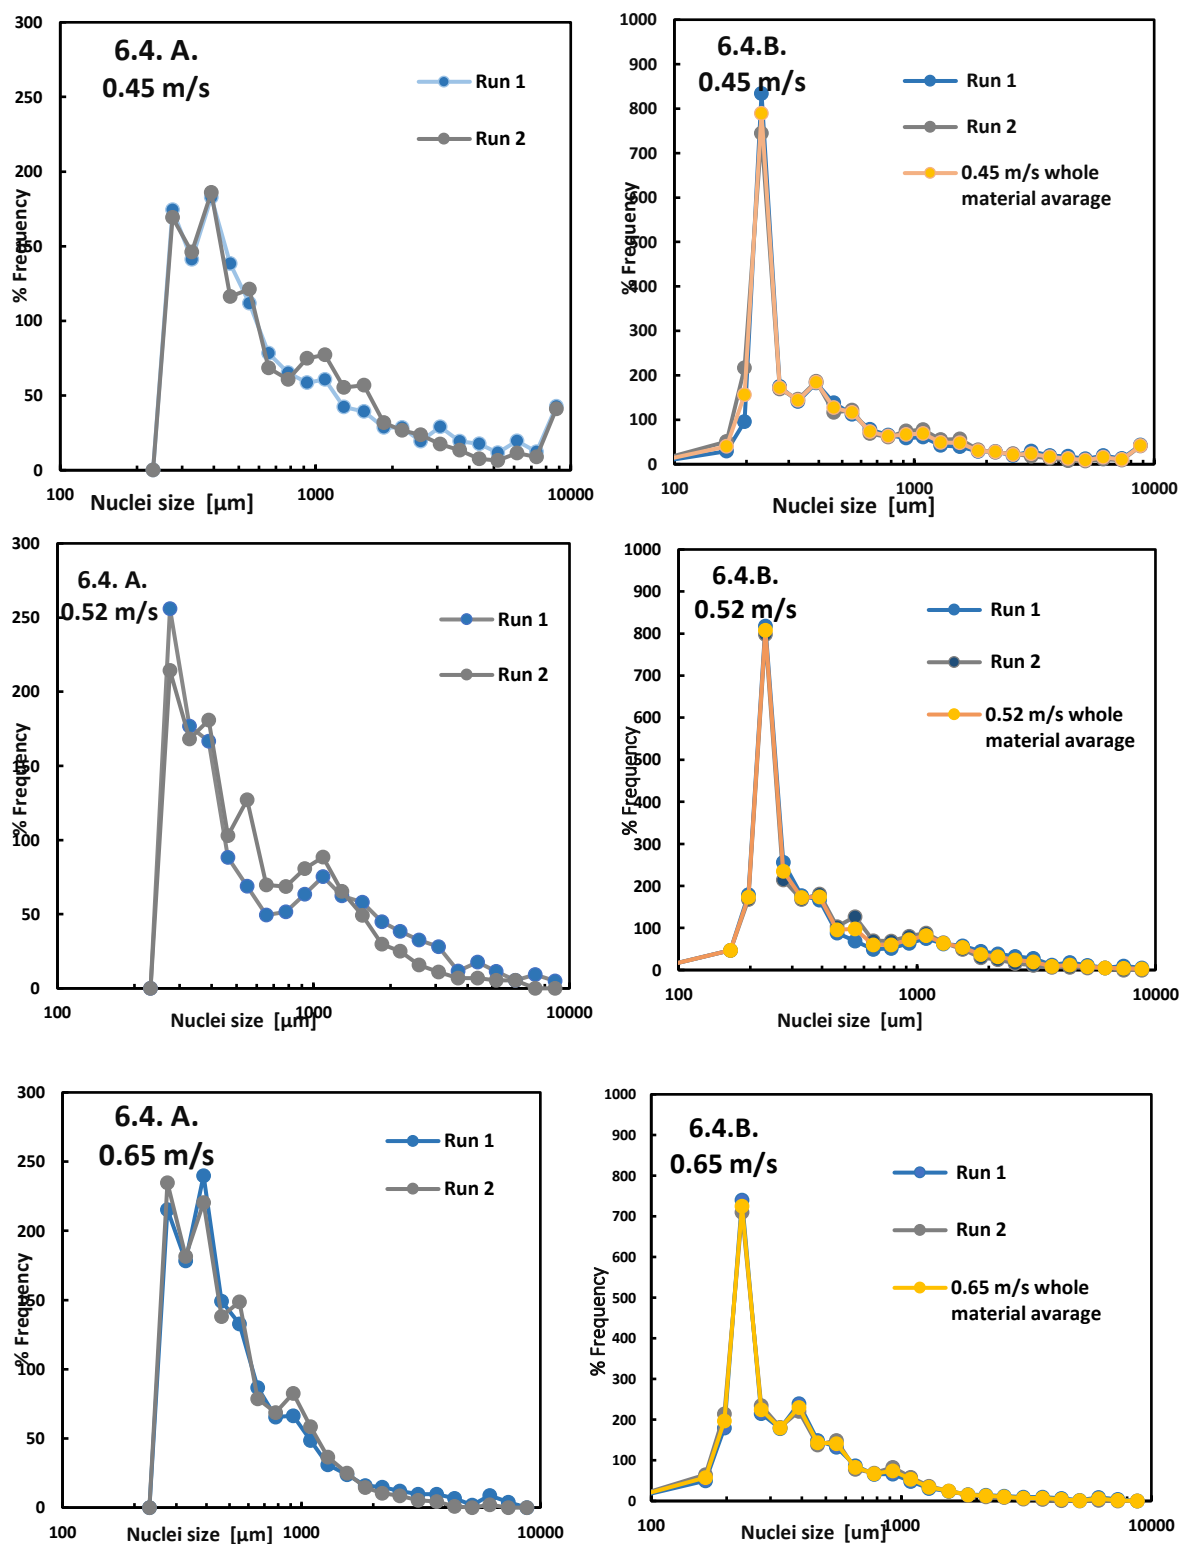 6.4. A.
0.45 m/s
Run 1
Run 2
300
250
200
150
100
50
0
% Frequency
100
1000
10000
Nuclei size [μm]
6.4.B.
0.45 m/s
Run 1
Run 2
0.45 m/s whole
material avarage
1000
900
800
700
600
500
400
300
200
100
0
% Frequency
100
1000
10000
Nuclei size [um]
6.4. A.
0.52 m/s
Run 1
Run 2
300
250
200
150
100
50
0
% Frequency
100
1000
10000
Nuclei size [μm]
6.4.B.
0.52 m/s
Run 1
Run 2
0.52 m/s whole
material avarage
1000
900
800
700
600
500
400
300
200
100
0
% Frequency
100
1000
10000
Nuclei size [um]
6.4. A.
0.65 m/s
Run 1
Run 2
300
250
200
150
100
50
0
% Frequency
100
1000
10000
Nuclei size [μm]
6.4.B.
0.65 m/s
Run 1
Run 2
0.65 m/s whole
material avarage
1000
900
800
700
600
500
400
300
200
100
0
% Frequency
100
1000
10000
Nuclei size [um]